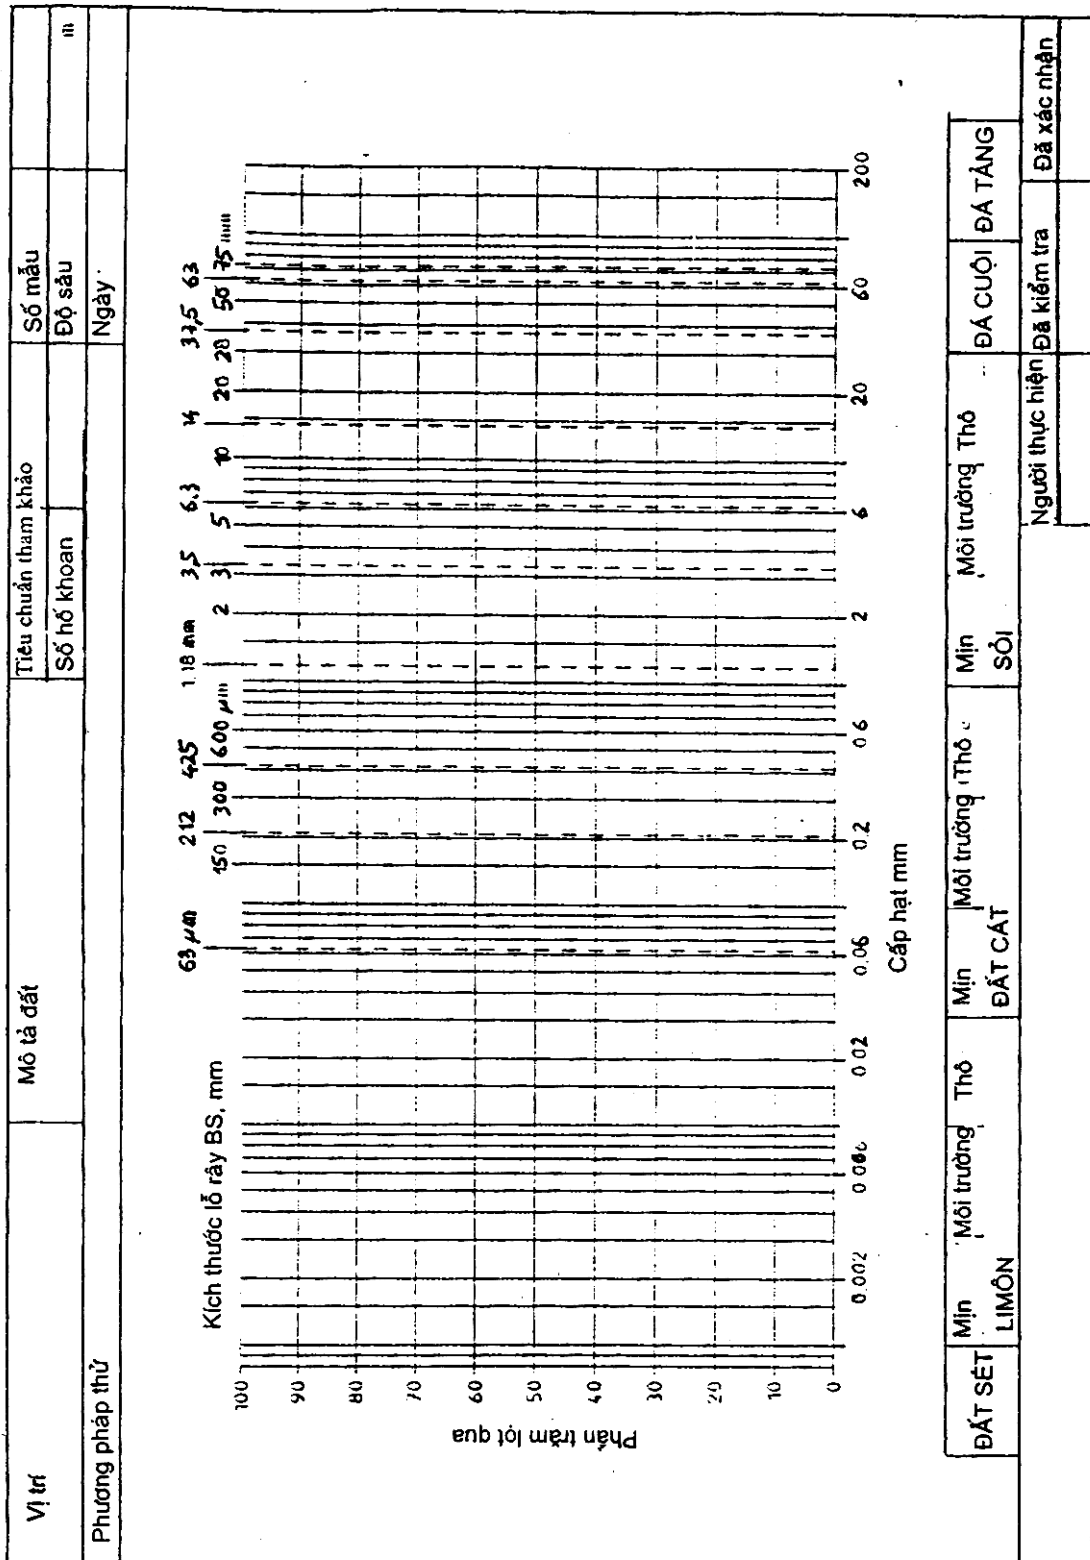 Vị trí
Mô tả đất
Tiêu chuẩn tham khảo
Số mẫu
Số hố khoan
Độ sâu
m
Phương pháp thử
Ngày
63 μm
212
425
1.18 mm
3,5
6.3
14
37,5
63
Kích thước lỗ rây BS, mm
150
300
600 μm
2
3
5
10
20
28
50
75 mm
Phần trăm lọt qua
100
90
80
70
60
50
40
30
20
10
0
0.002
0.02
0.06
0.2
0.6
2
6
20
60
200
Cấp hạt mm
ĐẤT SÉT
Mịn
Môi trường
Thô
Mịn
Môi trường
Thô
Mịn
Môi trường
Thô
ĐÁ CUỘI
ĐÁ TẢNG
LIMÔN
ĐẤT CÁT
SỎI
Người thực hiện
Đã kiểm tra
Đã xác nhận